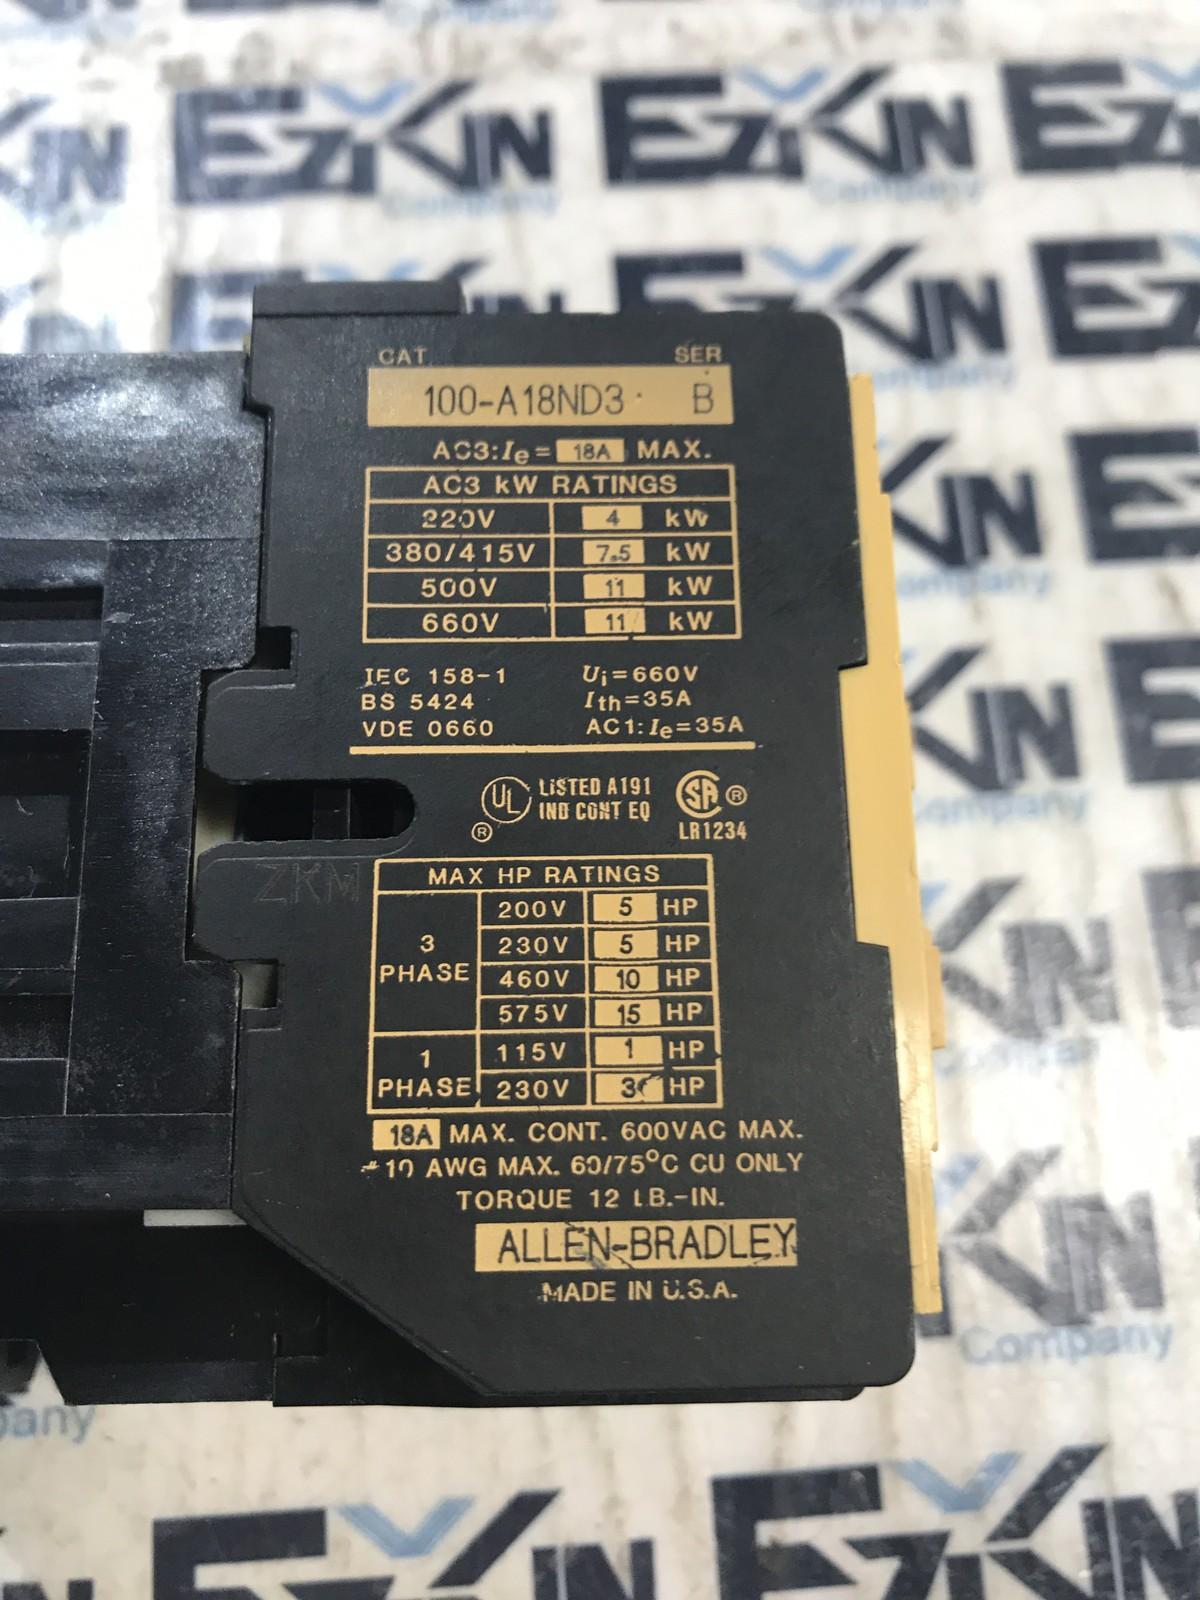 CAT SER
100-A18ND3 B
AC3:Ie= 18A MAX.
AC3 kW RATINGS
220V 4 kW
380/415V 7.5 kW
500V 11 kW
660V 11 kW
IEC 158-1 Ui=660V
BS 5424 Ith=35A
VDE 0660 AC1:Ie=35A
UL LISTED A191
® IND CONT EQ
SA ®
LR1234
ZKM
MAX HP RATINGS
3 PHASE
200V 5 HP
230V 5 HP
460V 10 HP
575V 15 HP
1 PHASE
115V 1 HP
230V 3 HP
18A MAX. CONT. 600VAC MAX.
#10 AWG MAX. 60/75°C CU ONLY
TORQUE 12 LB.-IN.
ALLEN-BRADLEY
MADE IN U.S.A.
Company